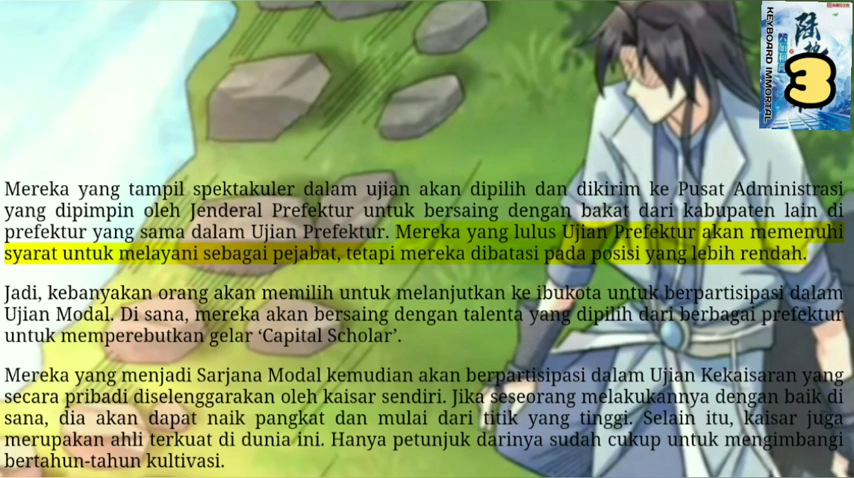 KEYBOARD IMMORTAL
3
Mereka yang tampil spektakuler dalam ujian akan dipilih dan dikirim ke Pusat Administrasi
yang dipimpin oleh Jenderal Prefektur untuk bersaing dengan bakat dari kabupaten lain di
prefektur yang sama dalam Ujian Prefektur. Mereka yang lulus Ujian Prefektur akan memenuhi
syarat untuk melayani sebagai pejabat, tetapi mereka dibatasi pada posisi yang lebih rendah.
Jadi, kebanyakan orang akan memilih untuk melanjutkan ke ibukota untuk berpartisipasi dalam
Ujian Modal. Di sana, mereka akan bersaing dengan talenta yang dipilih dari berbagai prefektur
untuk memperebutkan gelar ‘Capital Scholar’.
Mereka yang menjadi Sarjana Modal kemudian akan berpartisipasi dalam Ujian Kekaisaran yang
secara pribadi diselenggarakan oleh kaisar sendiri. Jika seseorang melakukannya dengan baik di
sana, dia akan dapat naik pangkat dan mulai dari titik yang tinggi. Selain itu, kaisar juga
merupakan ahli terkuat di dunia ini. Hanya petunjuk darinya sudah cukup untuk mengimbangi
bertahun-tahun kultivasi.